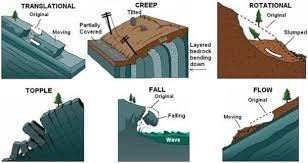 TRANSLATIONAL
Original
Moving
CREEP
Tilted
Partially
Covered
Layered
bedrock
bending
down
ROTATIONAL
Original
Slumped
TOPPLE
FALL
Original
Falling
Wave
FLOW
Original
Moving